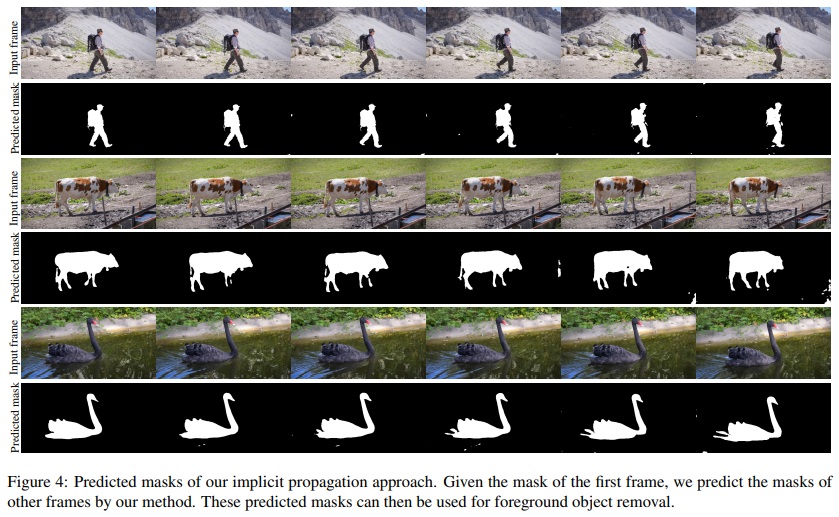 Input frame
Predicted mask
Input frame
Predicted mask
Input frame
Predicted mask
Figure 4: Predicted masks of our implicit propagation approach. Given the mask of the first frame, we predict the masks of
other frames by our method. These predicted masks can then be used for foreground object removal.